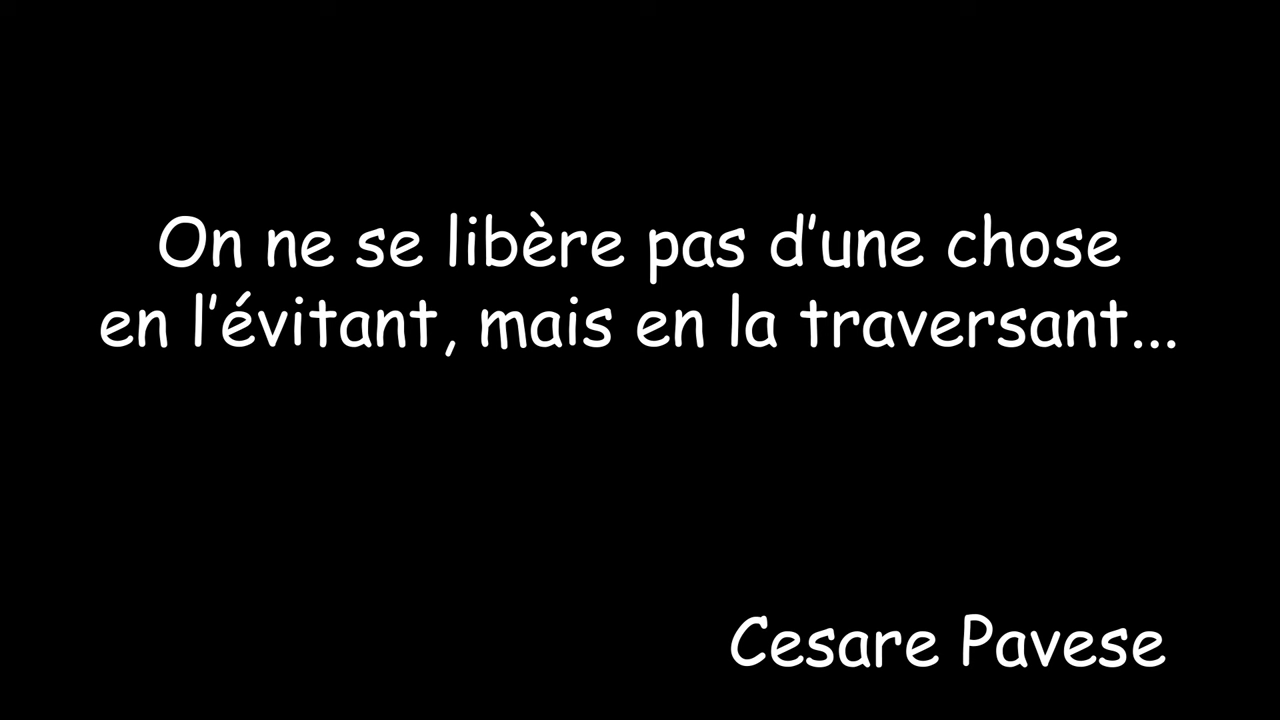 On ne se libère pas d’une chose
en l’évitant, mais en la traversant...
Cesare Pavese